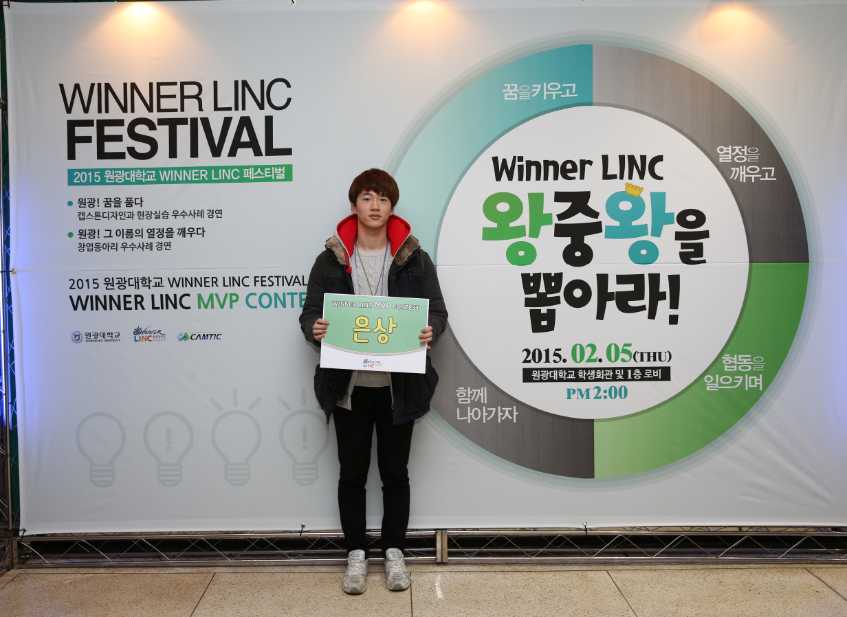 WINNER LINC
FESTIVAL
2015 원광대학교 WINNER LINC 페스티벌
원광! 꿈을 품다
캡스톤디자인과 현장실습 우수사례 경연
원광! 그 이름의 열정을 깨우다
창업동아리 우수사례 경연
2015 원광대학교 WINNER LINC FESTIVAL
WINNER LINC MVP CONTE
원광대학교
WINNER
LINC
CAMTIC
WINNER LINC MVP CONTEST
은상
꿈을키우고
열정을
깨우고
협동을
일으키며
함께
나아가자
Winner LINC
왕중왕을
뽑아라!
2015. 02. 05(THU)
원광대학교 학생회관 및 1층 로비
PM 2:00